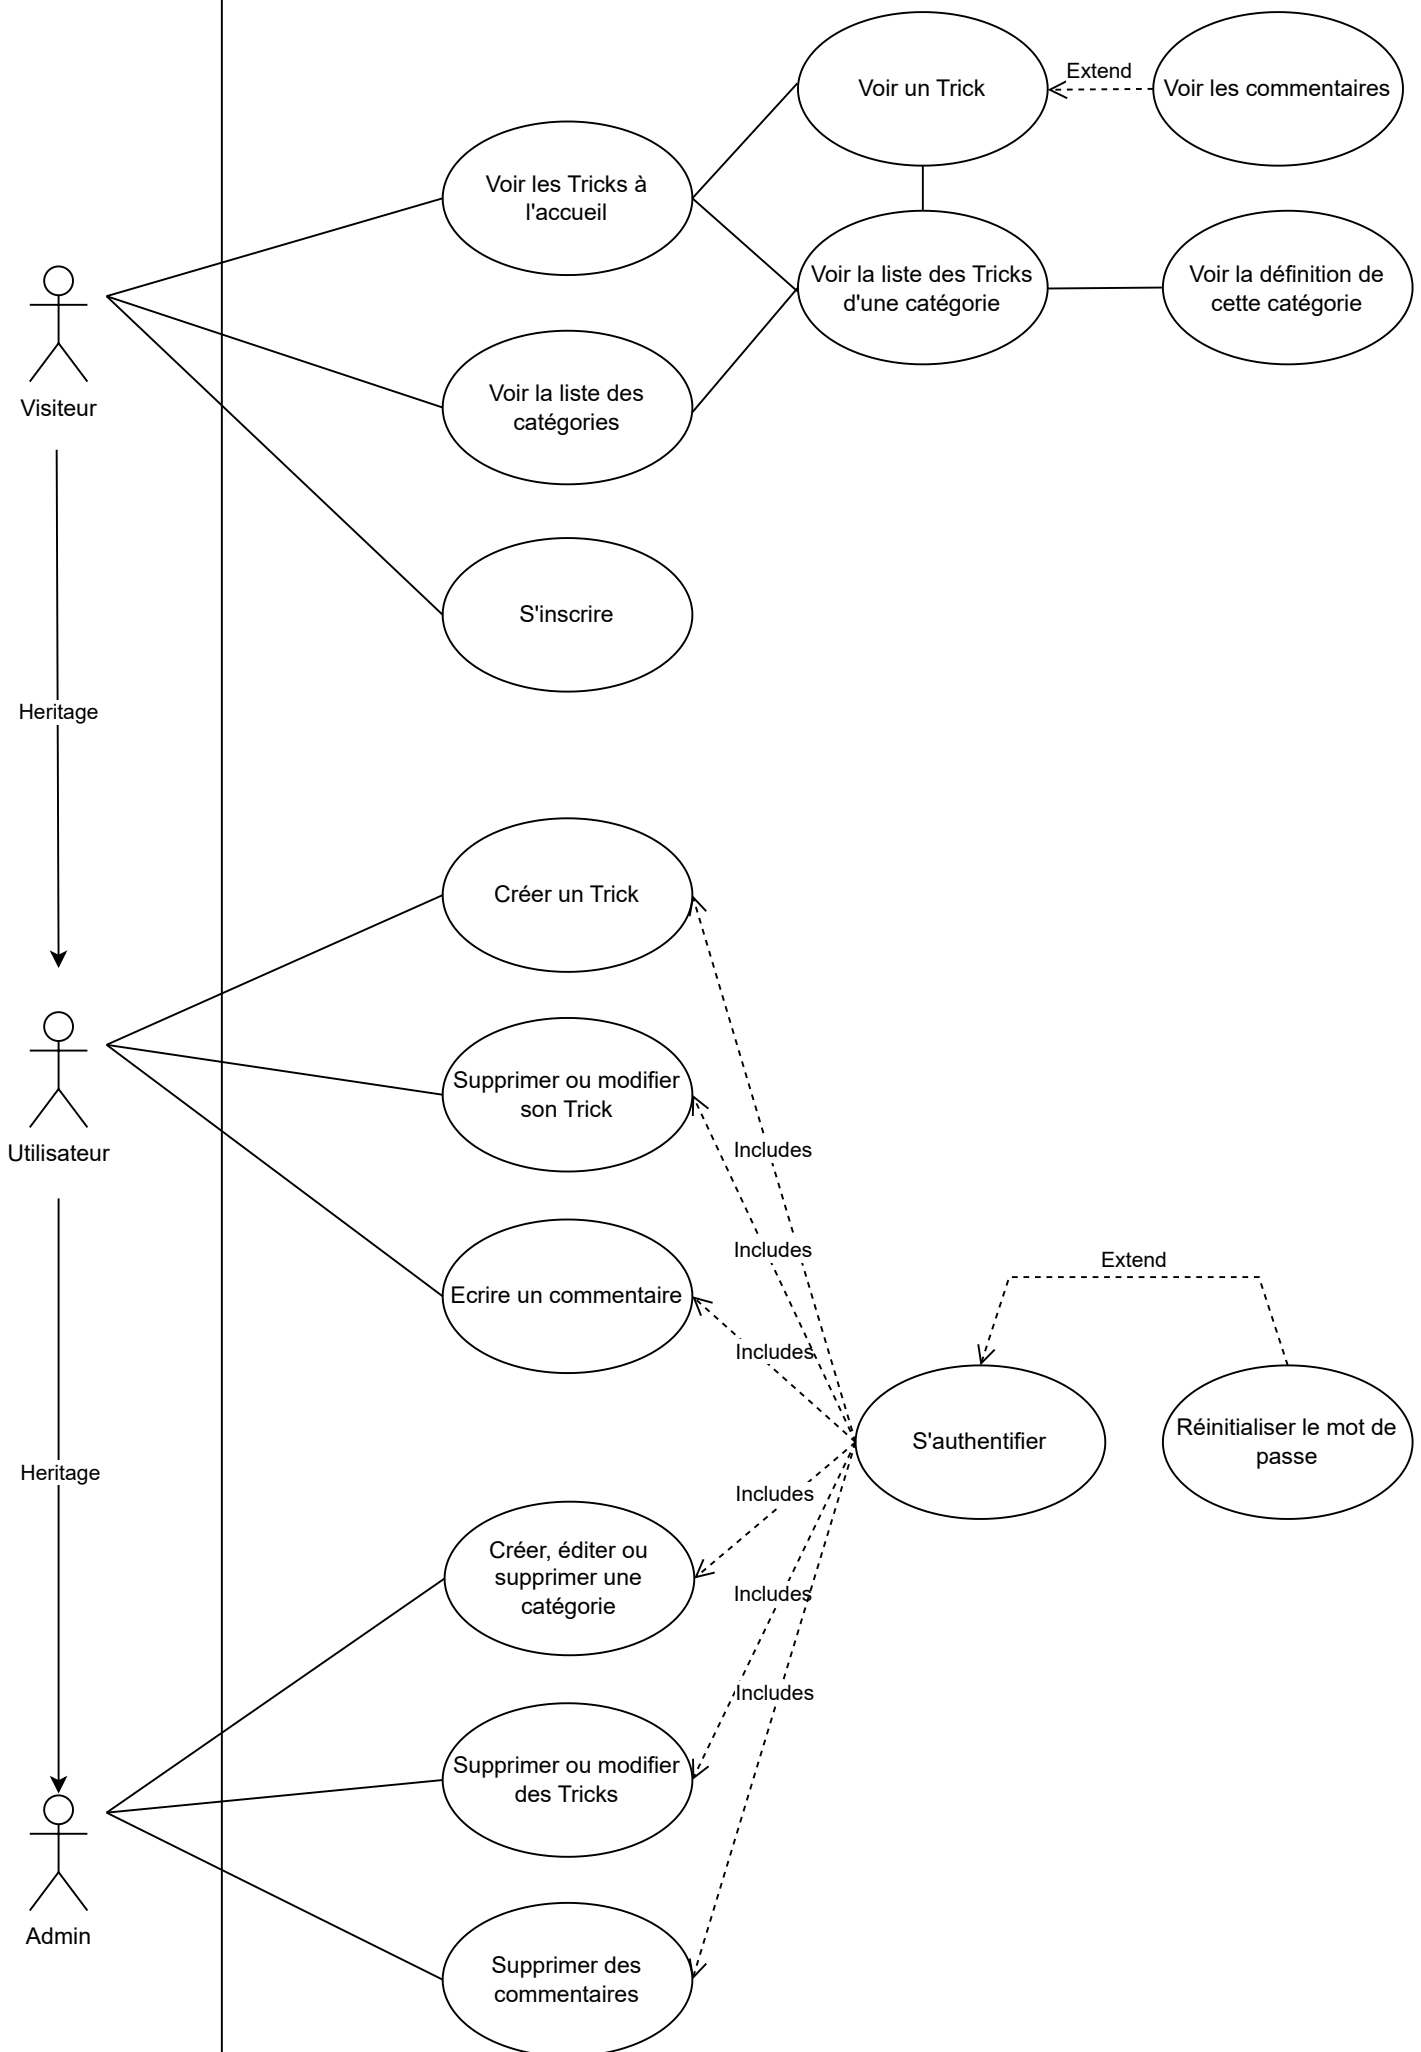 Voir un Trick
Extend
Voir les commentaires
Voir les Tricks à
l'accueil
Voir la liste des Tricks
d'une catégorie
Voir la définition de
cette catégorie
Visiteur
Voir la liste des
catégories
S'inscrire
Heritage
Créer un Trick
Utilisateur
Supprimer ou modifier
son Trick
Includes
Includes
Ecrire un commentaire
Includes
Extend
S'authentifier
Réinitialiser le mot de
passe
Heritage
Includes
Créer, éditer ou
supprimer une
catégorie
Includes
Includes
Supprimer ou modifier
des Tricks
Admin
Supprimer des
commentaires